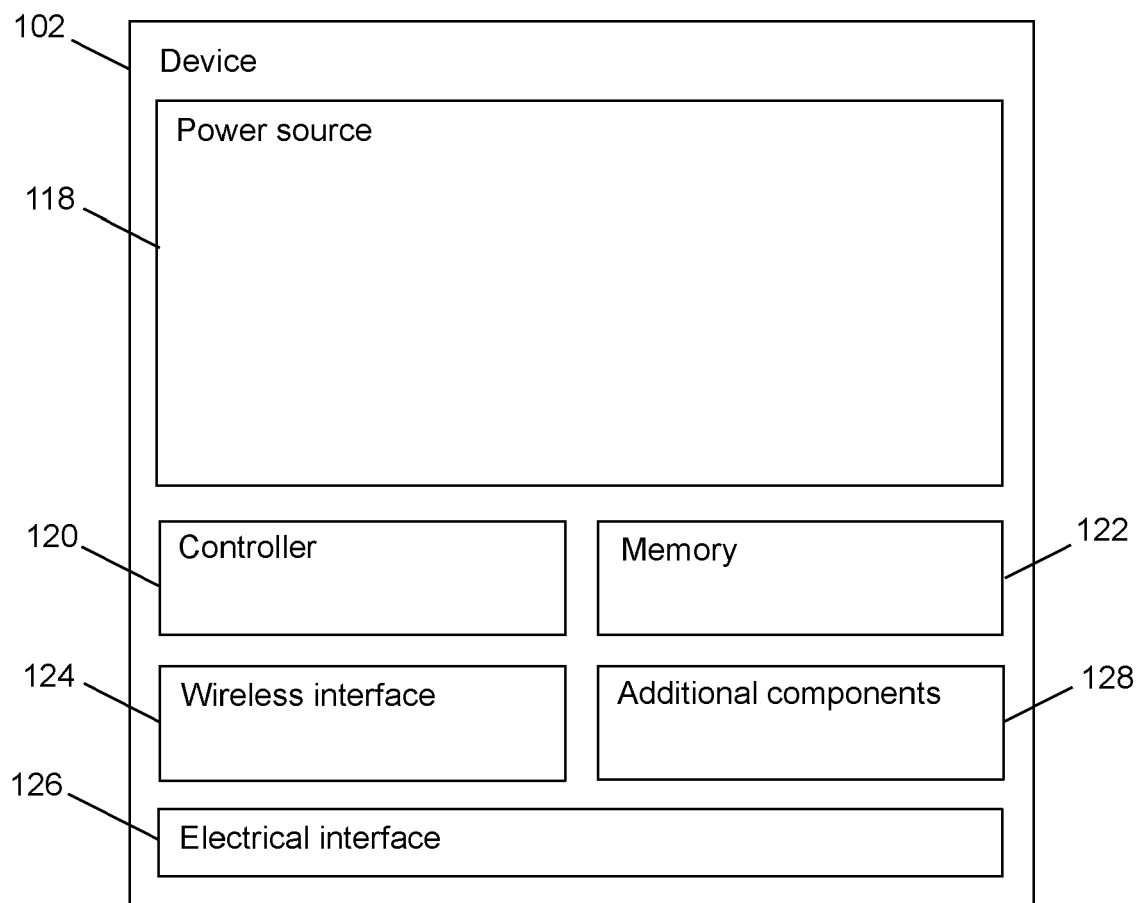 102
Device
Power source
118
120
Controller
Memory
122
124
Wireless interface
Additional components
128
126
Electrical interface